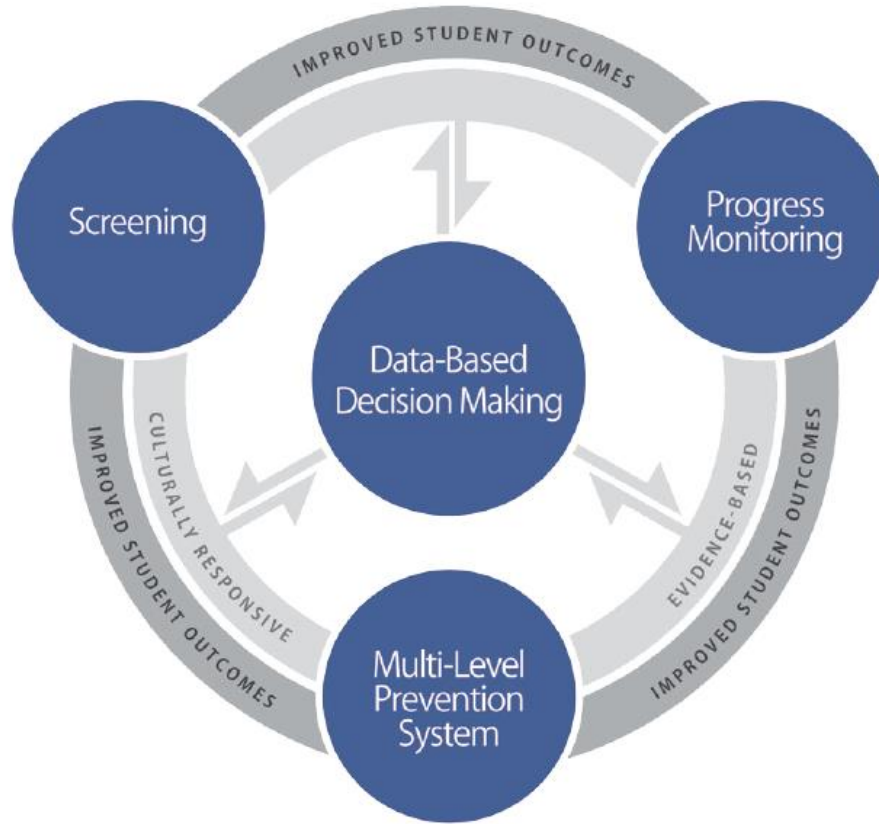 IMPROVED STUDENT OUTCOMES
Screening
Progress
Monitoring
Data-Based
Decision Making
CULTURALLY RESPONSIVE
EVIDENCE-BASED
IMPROVED STUDENT OUTCOMES
IMPROVED STUDENT OUTCOMES
Multi-Level
Prevention
System